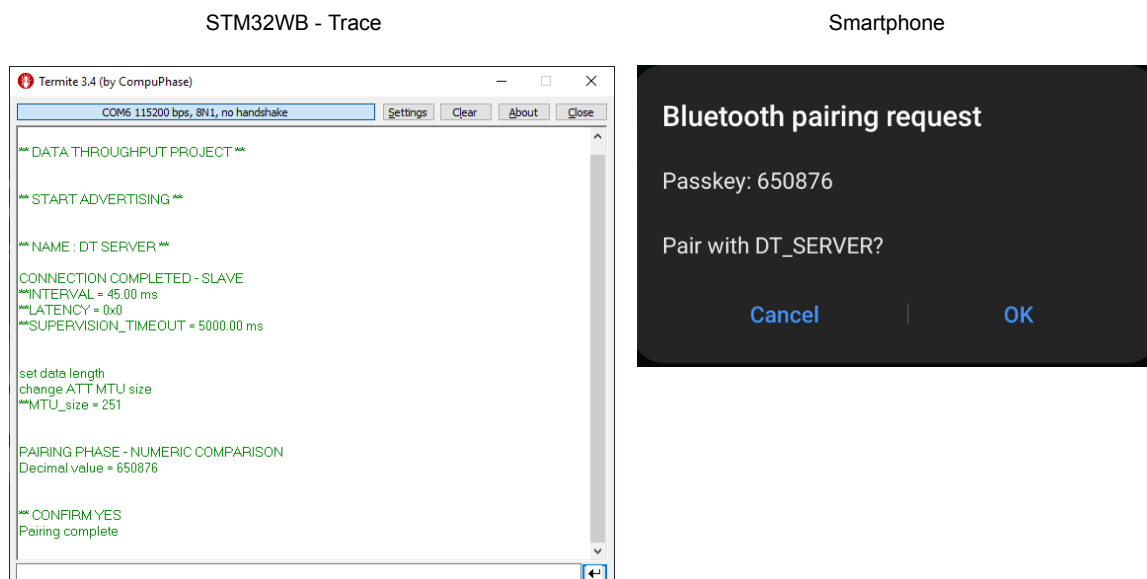 STM32WB - Trace
Smartphone
Termite 3.4 (by CompuPhase)
COM6 115200 bps, 8N1, no handshake
Settings
Clear
About
Close
** DATA THROUGHPUT PROJECT **
** START ADVERTISING **
** NAME : DT SERVER **
CONNECTION COMPLETED - SLAVE
**INTERVAL = 45.00 ms
**LATENCY = 0x0
**SUPERVISION_TIMEOUT = 5000.00 ms
set data length
change ATT MTU size
**MTU_size = 251
PAIRING PHASE - NUMERIC COMPARISON
Decimal value = 650876
** CONFIRM YES
Pairing complete
Bluetooth pairing request
Passkey: 650876
Pair with DT_SERVER?
Cancel
OK